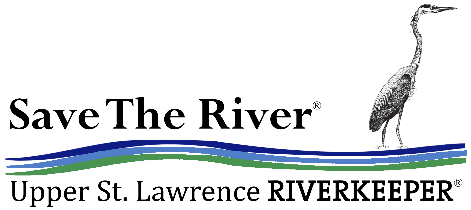 Save The River®
Upper St. Lawrence RIVERKEEPER®